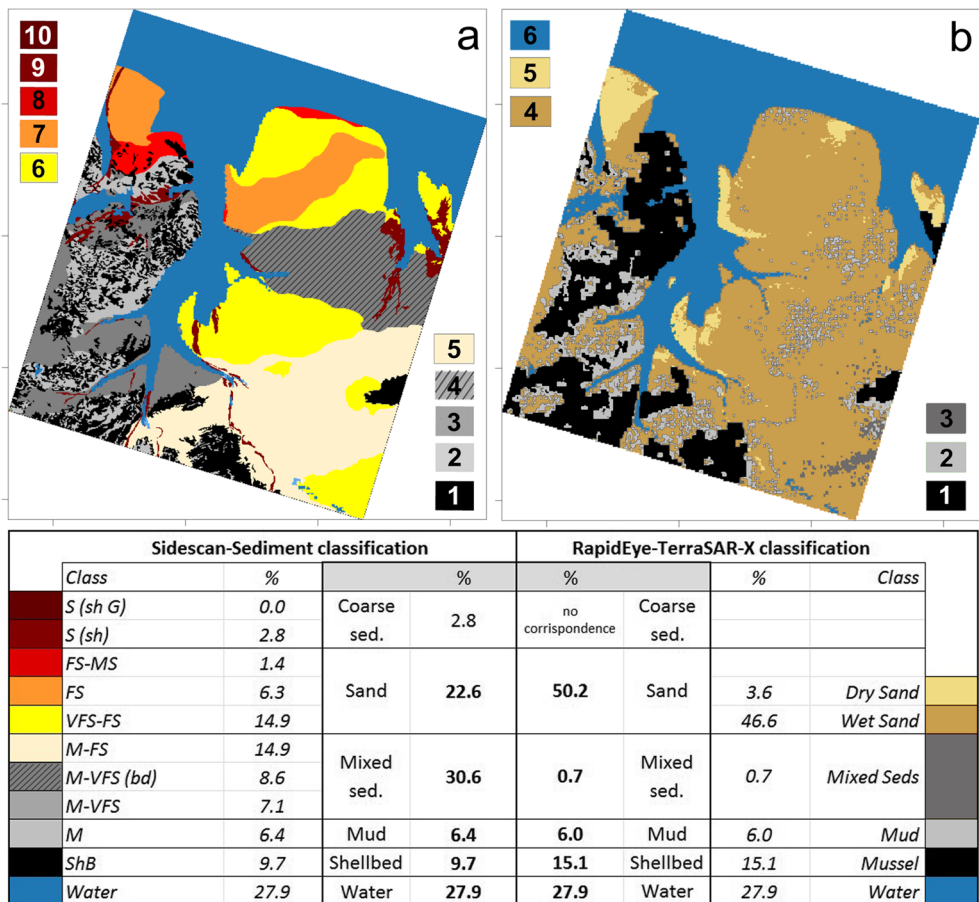 a
10
9
8
7
6
5
4
3
2
1
b
6
5
4
3
2
1
Sidescan-Sediment classification RapidEye-TerraSAR-X classification
Class % % % % Class
S (sh G) 0.0 Coarse sed. 2.8 no corrispondence Coarse sed.
S (sh) 2.8
FS-MS 1.4
FS 6.3 Sand 22.6 50.2 Sand 3.6 Dry Sand
VFS-FS 14.9 46.6 Wet Sand
M-FS 14.9
M-VFS (bd) 8.6 Mixed sed. 30.6 0.7 Mixed sed. 0.7 Mixed Seds
M-VFS 7.1
M 6.4 Mud 6.4 6.0 Mud 6.0 Mud
ShB 9.7 Shellbed 9.7 15.1 Shellbed 15.1 Mussel
Water 27.9 Water 27.9 27.9 Water 27.9 Water